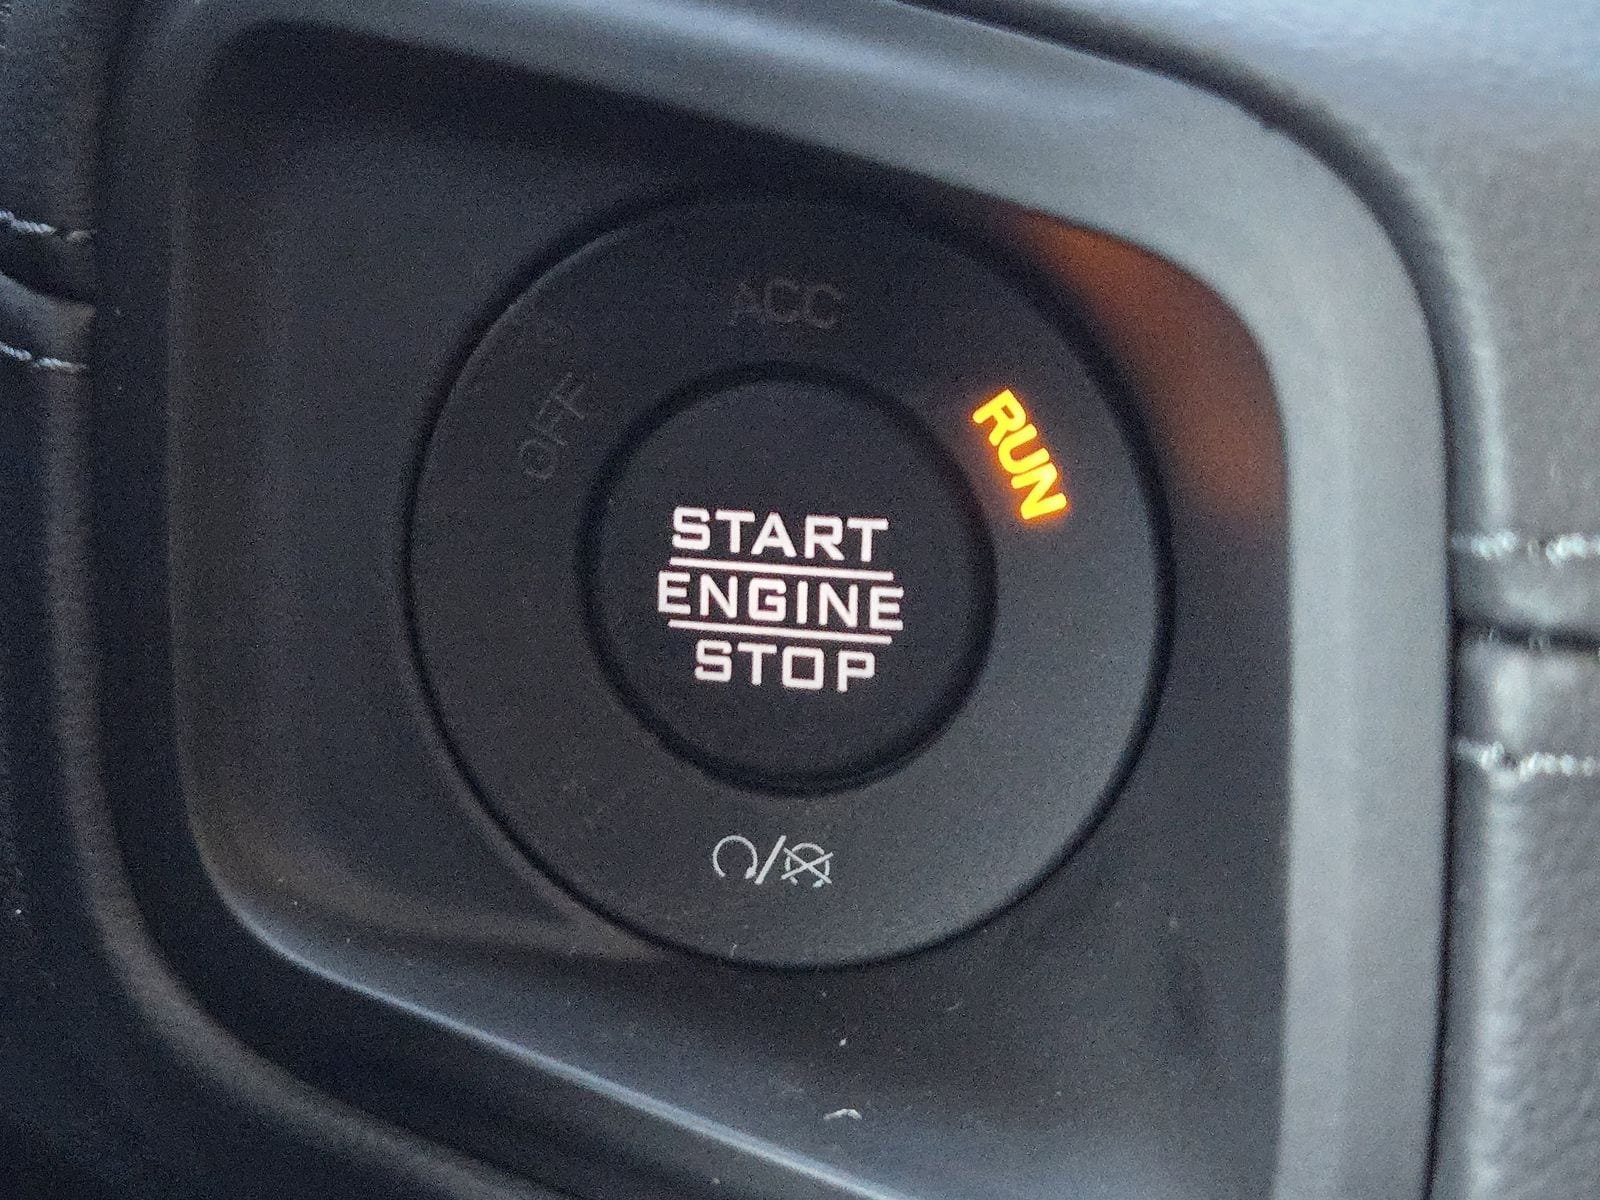 ACC
OFF
RUN
START
ENGINE
STOP